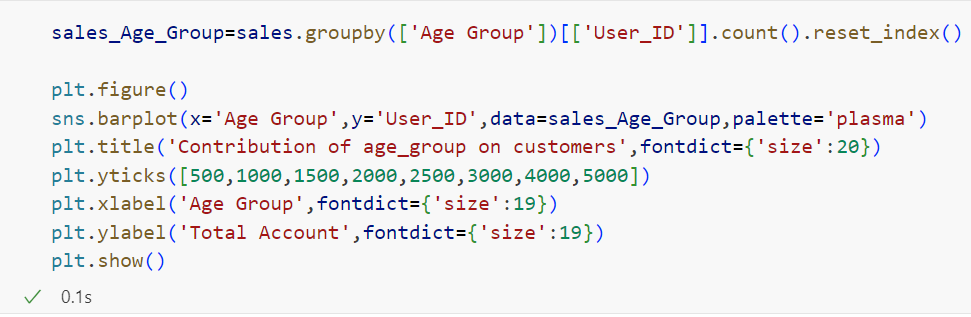 sales_Age_Group=sales.groupby(['Age Group'])[['User_ID']].count().reset_index()
plt.figure()
sns.barplot(x='Age Group',y='User_ID',data=sales_Age_Group,palette='plasma')
plt.title('Contribution of age_group on customers',fontdict={'size':20})
plt.yticks([500,1000,1500,2000,2500,3000,4000,5000])
plt.xlabel('Age Group',fontdict={'size':19})
plt.ylabel('Total Account',fontdict={'size':19})
plt.show()
0.1s